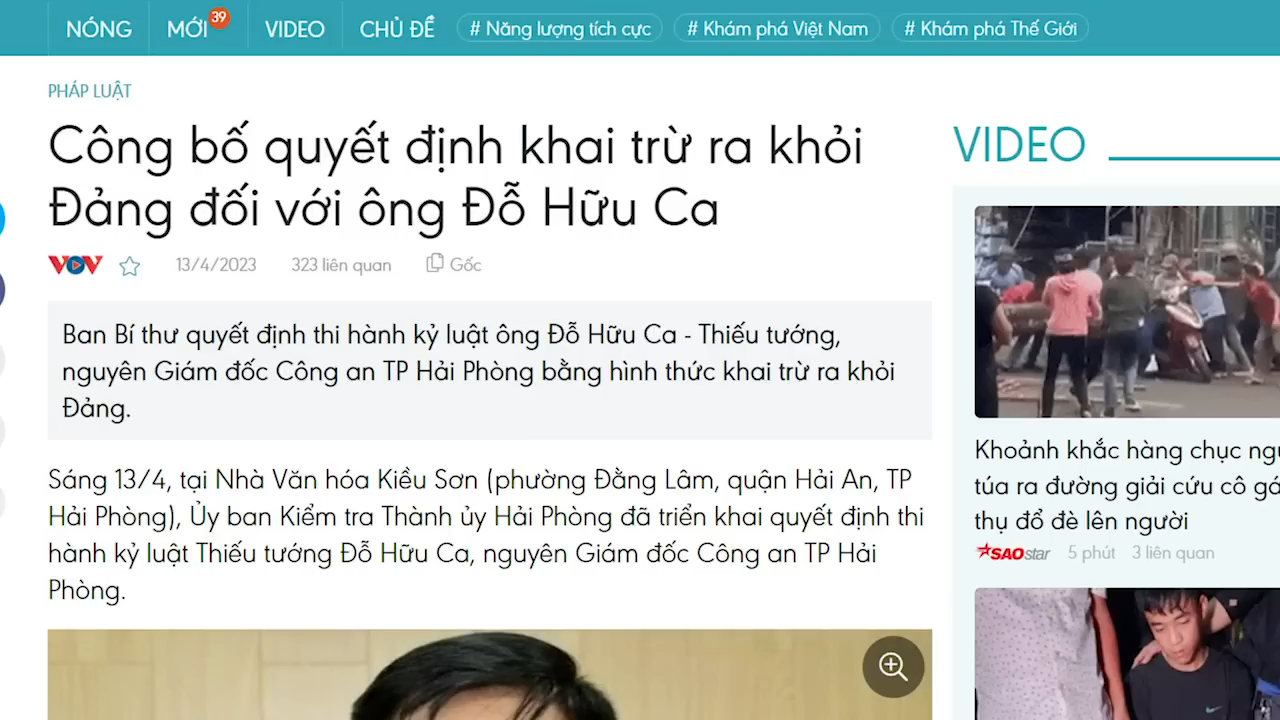 NÓNG
MỚI 39
VIDEO
CHỦ ĐỀ
# Năng lượng tích cực
# Khám phá Việt Nam
# Khám phá Thế Giới
PHÁP LUẬT
Công bố quyết định khai trừ ra khỏi
Đảng đối với ông Đỗ Hữu Ca
VOV
13/4/2023
323 liên quan
Gốc
Ban Bí thư quyết định thi hành kỷ luật ông Đỗ Hữu Ca - Thiếu tướng,
nguyên Giám đốc Công an TP Hải Phòng bằng hình thức khai trừ ra khỏi
Đảng.
Sáng 13/4, tại Nhà Văn hóa Kiều Sơn (phường Đằng Lâm, quận Hải An, TP
Hải Phòng), Ủy ban Kiểm tra Thành ủy Hải Phòng đã triển khai quyết định thi
hành kỷ luật Thiếu tướng Đỗ Hữu Ca, nguyên Giám đốc Công an TP Hải
Phòng.
VIDEO
Khoảnh khắc hàng chục
túa ra đường giải cứu cô
thụ đổ đè lên người
SAOstar
5 phút
3 liên quan